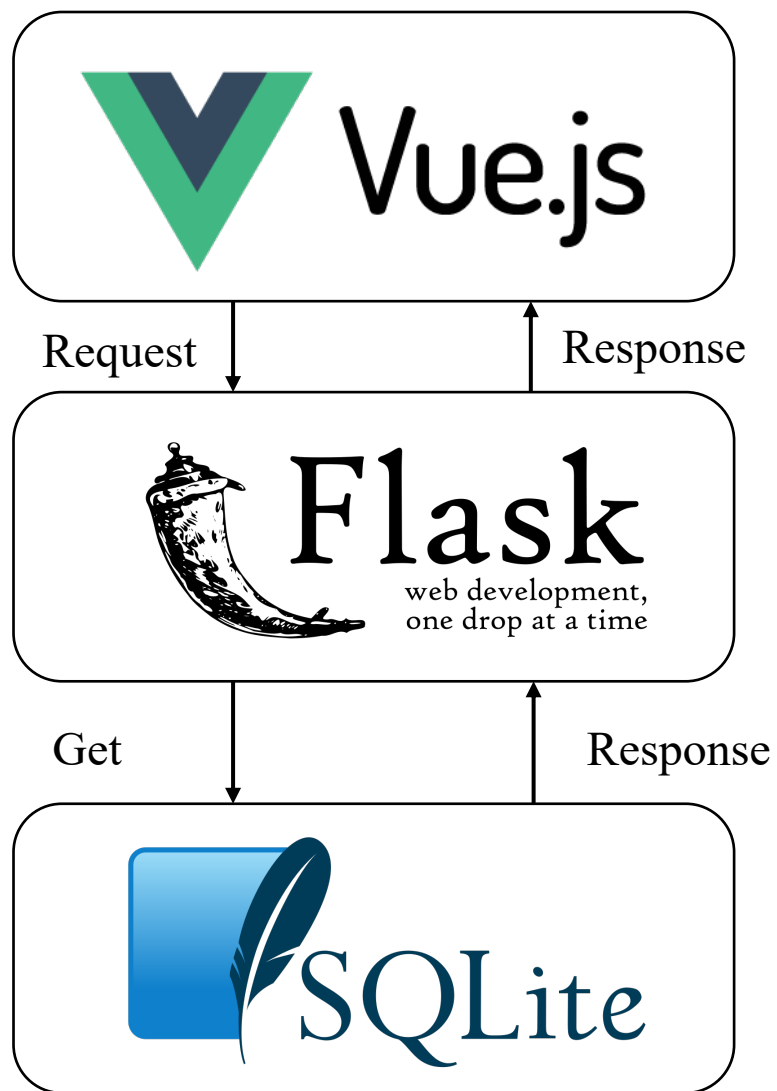 Vue.js
Request
Response
Flask
web development,
one drop at a time
Get
Response
SQLite